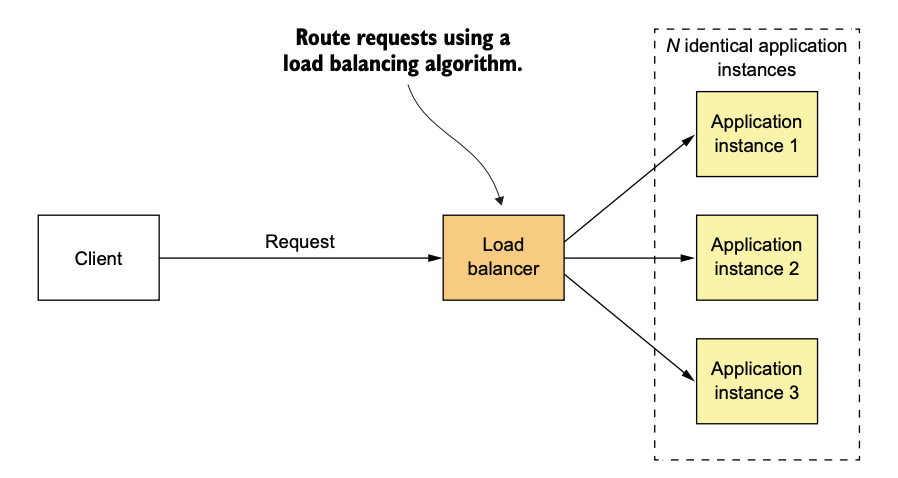 Route requests using a
load balancing algorithm.
N identical application
instances
Application
instance 1
Client
Request
Load
balancer
Application
instance 2
Application
instance 3